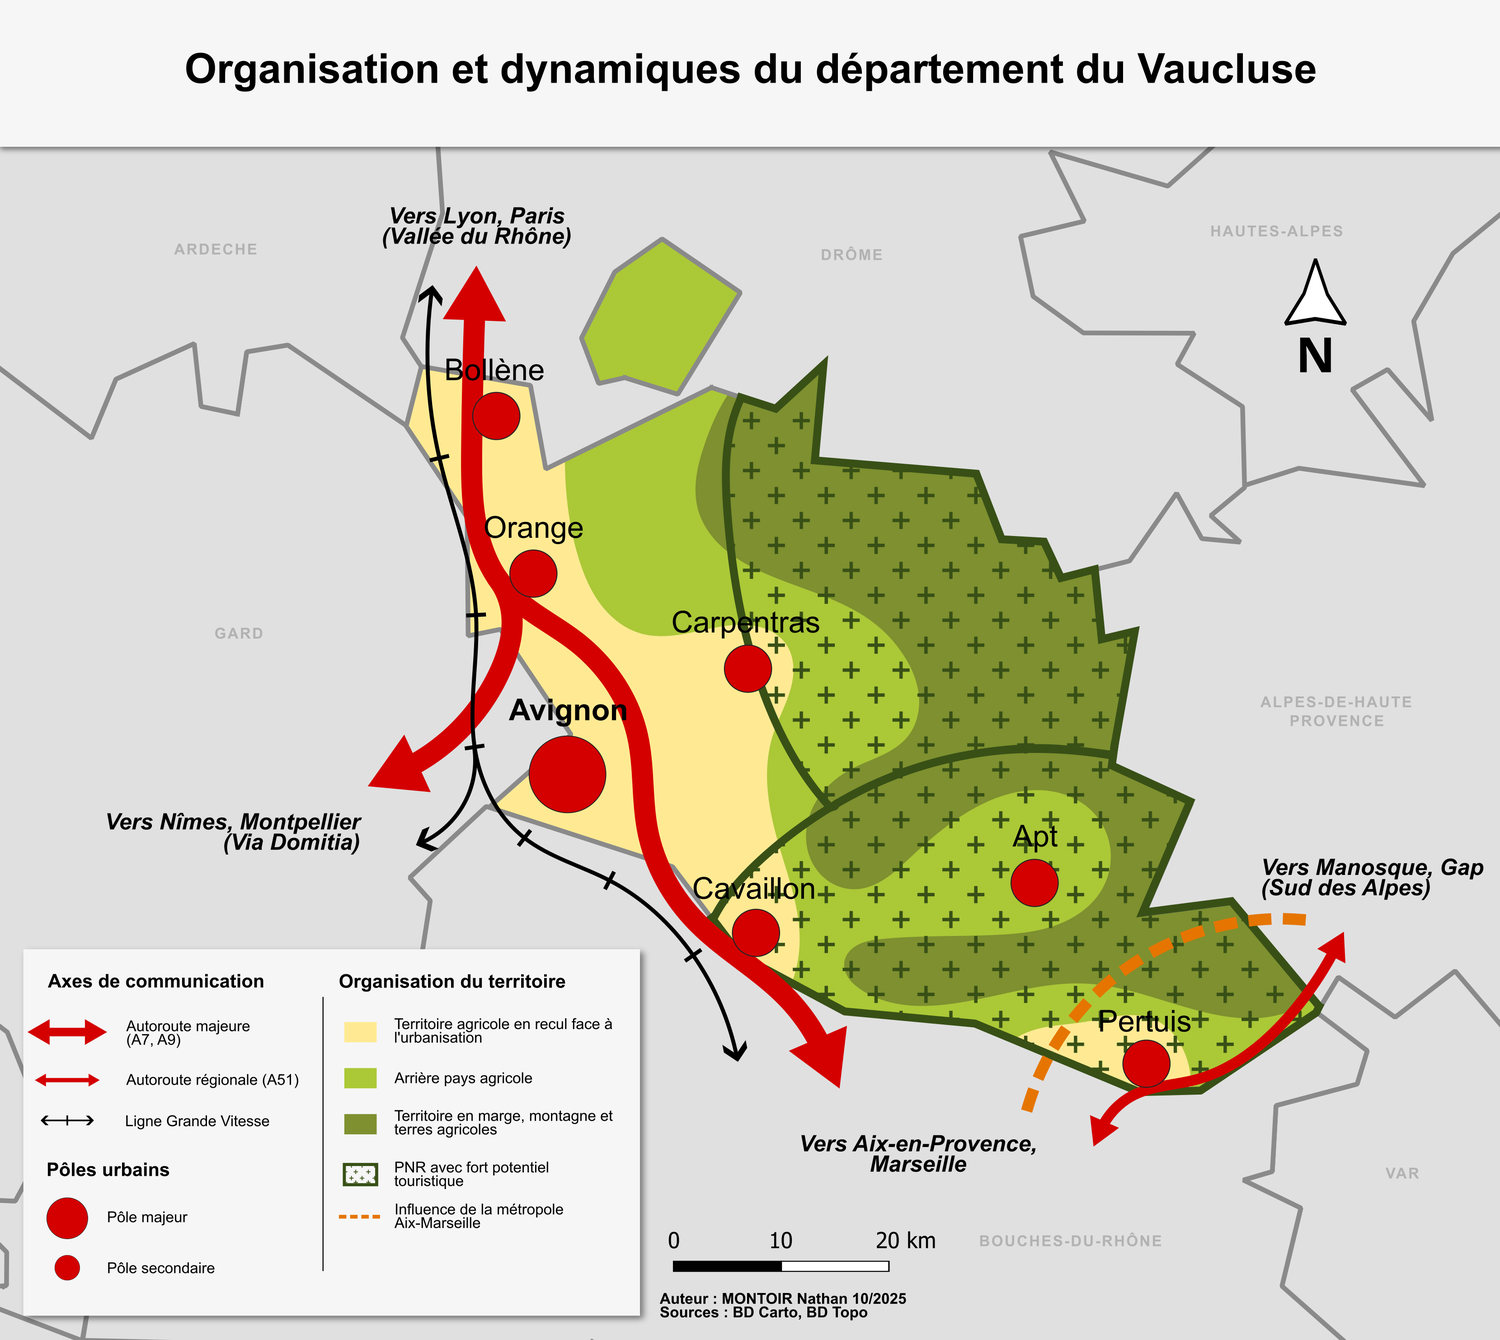 Organisation et dynamiques du département du Vaucluse
Vers Lyon, Paris
(Vallée du Rhône)
ARDECHE
DRÔME
HAUTES-ALPES
N
Bollène
Orange
Carpentras
GARD
Avignon
ALPES-DE-HAUTE
PROVENCE
Vers Nîmes, Montpellier
(Via Domitia)
Apt
Cavaillon
Vers Manosque, Gap
(Sud des Alpes)
Pertuis
Vers Aix-en-Provence,
Marseille
VAR
BOUCHES-DU-RHÔNE
Axes de communication
Autoroute majeure
(A7, A9)
Autoroute régionale (A51)
Ligne Grande Vitesse
Pôles urbains
Pôle majeur
Pôle secondaire
Organisation du territoire
Territoire agricole en recul face à
l'urbanisation
Arrière pays agricole
Territoire en marge, montagne et
terres agricoles
PNR avec fort potentiel
touristique
Influence de la métropole
Aix-Marseille
0 10 20 km
Auteur : MONTOIR Nathan 10/2025
Sources : BD Carto, BD Topo